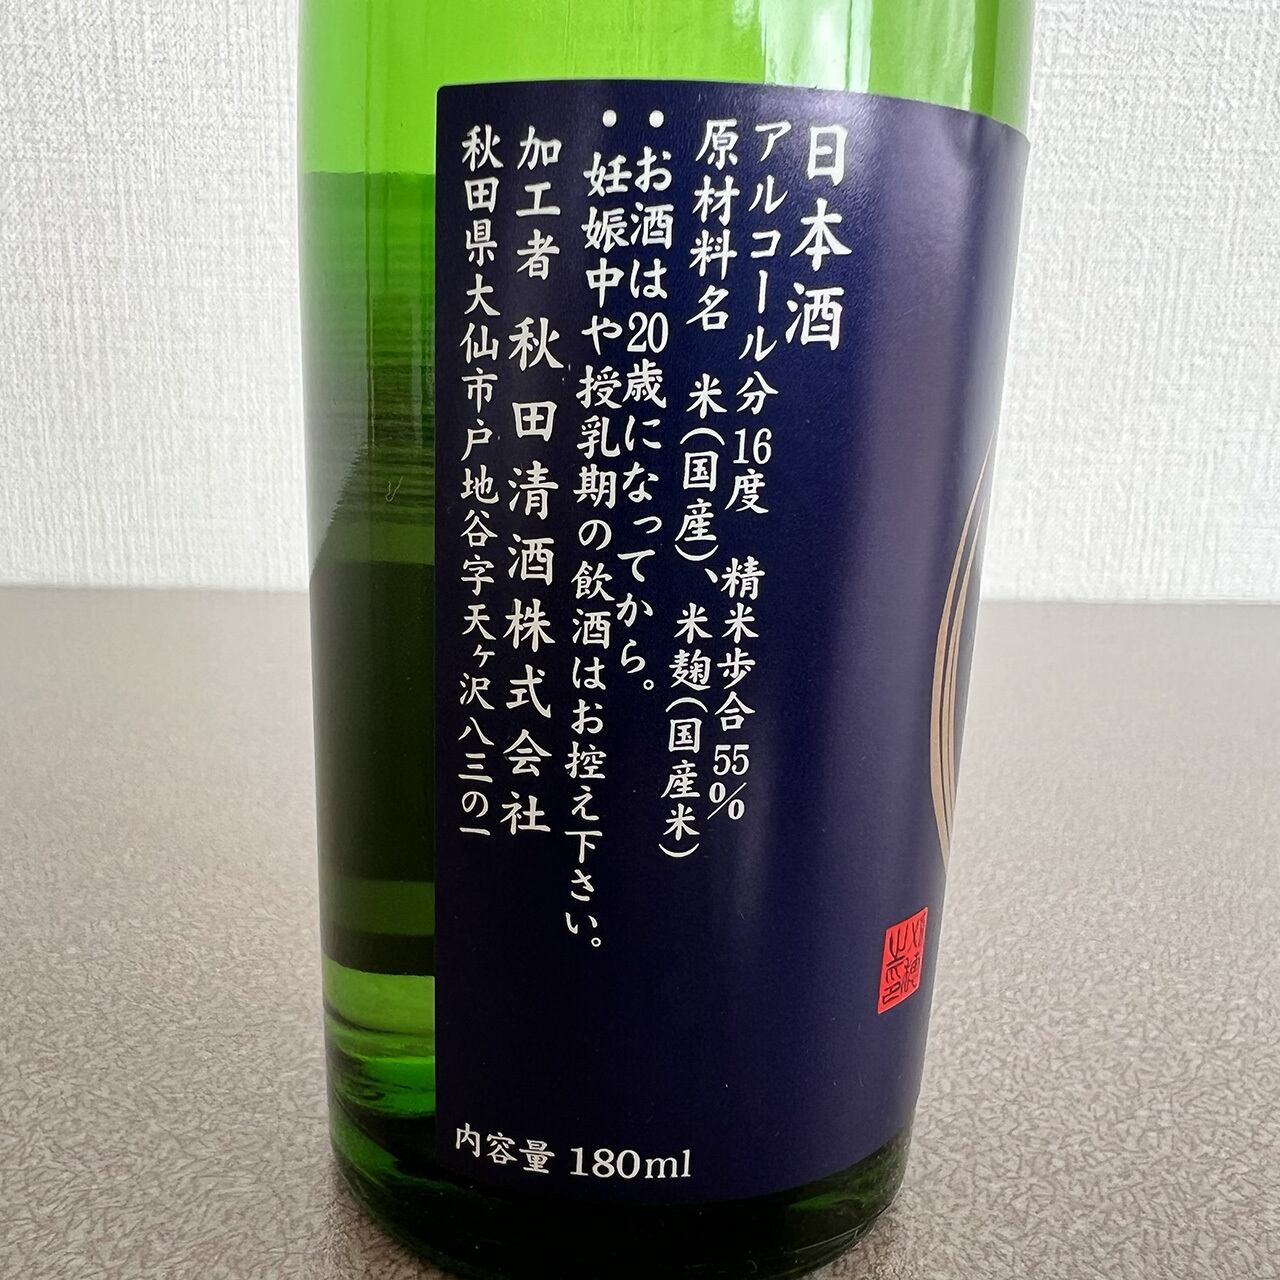 日本酒
アルコール分16度 精米歩合55%
原材料名 米(国産)、米麹(国産米)
・お酒は20歳になってから。
・妊娠中や授乳期の飲酒はお控え下さい。
加工者 秋田清酒株式会社
秋田県大仙市戸地谷字天ヶ沢八三の一
内容量 180ml